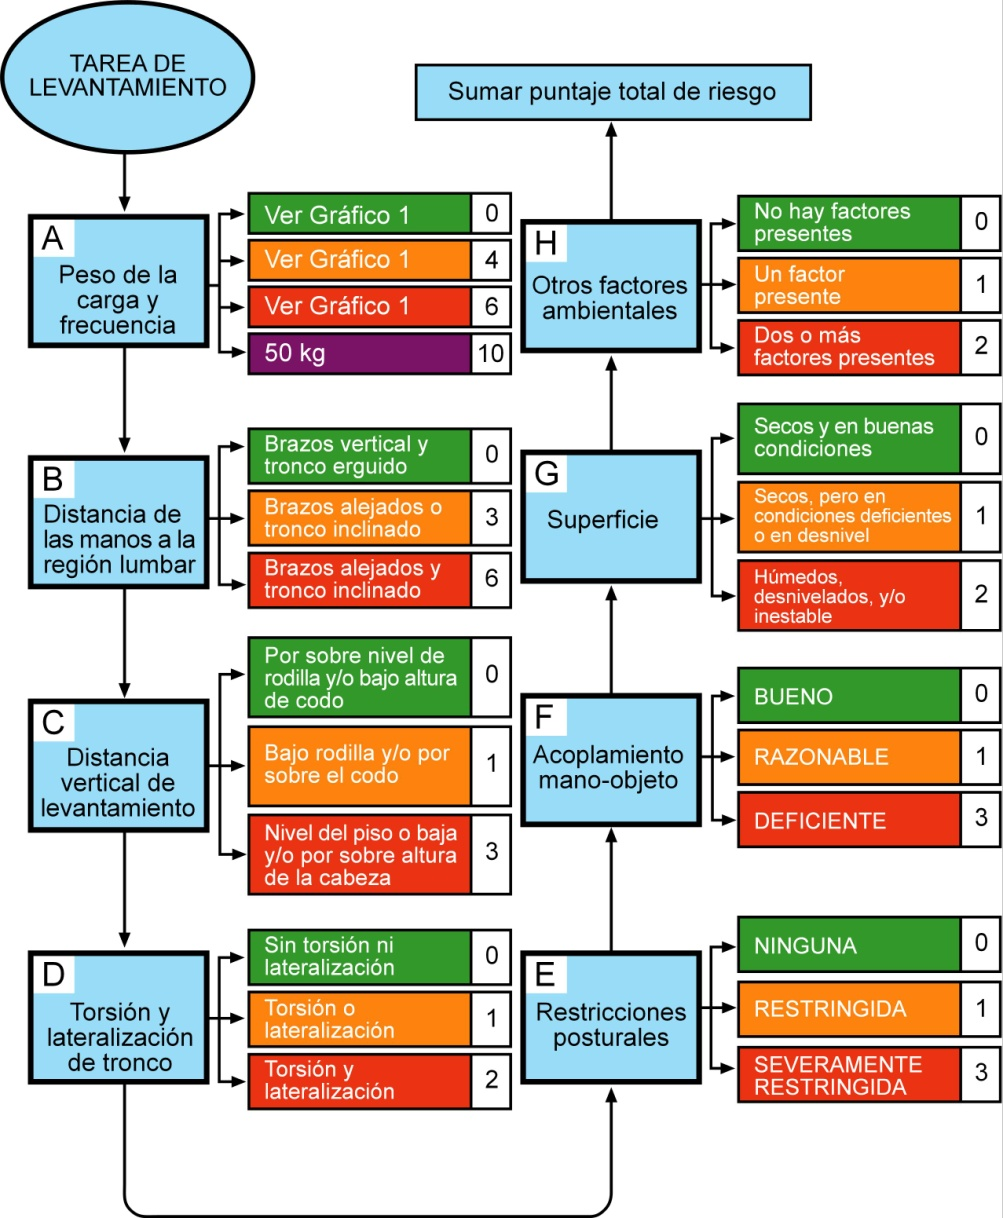 TAREA DE
LEVANTAMIENTO
A
Peso de la
carga y
frecuencia
Ver Gráfico 1
0
Ver Gráfico 1
4
Ver Gráfico 1
6
50 kg
10
B
Distancia de
las manos a la
región lumbar
Brazos vertical y
tronco erguido
0
Brazos alejados o
tronco inclinado
3
Brazos alejados y
tronco inclinado
6
C
Distancia
vertical de
levantamiento
Por sobre nivel de
rodilla y/o bajo altura
de codo
0
Bajo rodilla y/o por
sobre el codo
1
Nivel del piso o baja
y/o por sobre altura
de la cabeza
3
D
Torsión y
lateralización
de tronco
Sin torsión ni
lateralización
0
Torsión o
lateralización
1
Torsión y
lateralización
2
E
Restricciones
posturales
NINGUNA
0
RESTRINGIDA
1
SEVERAMENTE
RESTRINGIDA
3
F
Acoplamiento
mano-objeto
BUENO
0
RAZONABLE
1
DEFICIENTE
3
G
Superficie
Secos y en buenas
condiciones
0
Secos, pero en
condiciones deficientes
o en desnivel
1
Húmedos,
desnivelados, y/o
inestable
2
H
Otros factores
ambientales
No hay factores
presentes
0
Un factor
presente
1
Dos o más
factores presentes
2
Sumar puntaje total de riesgo